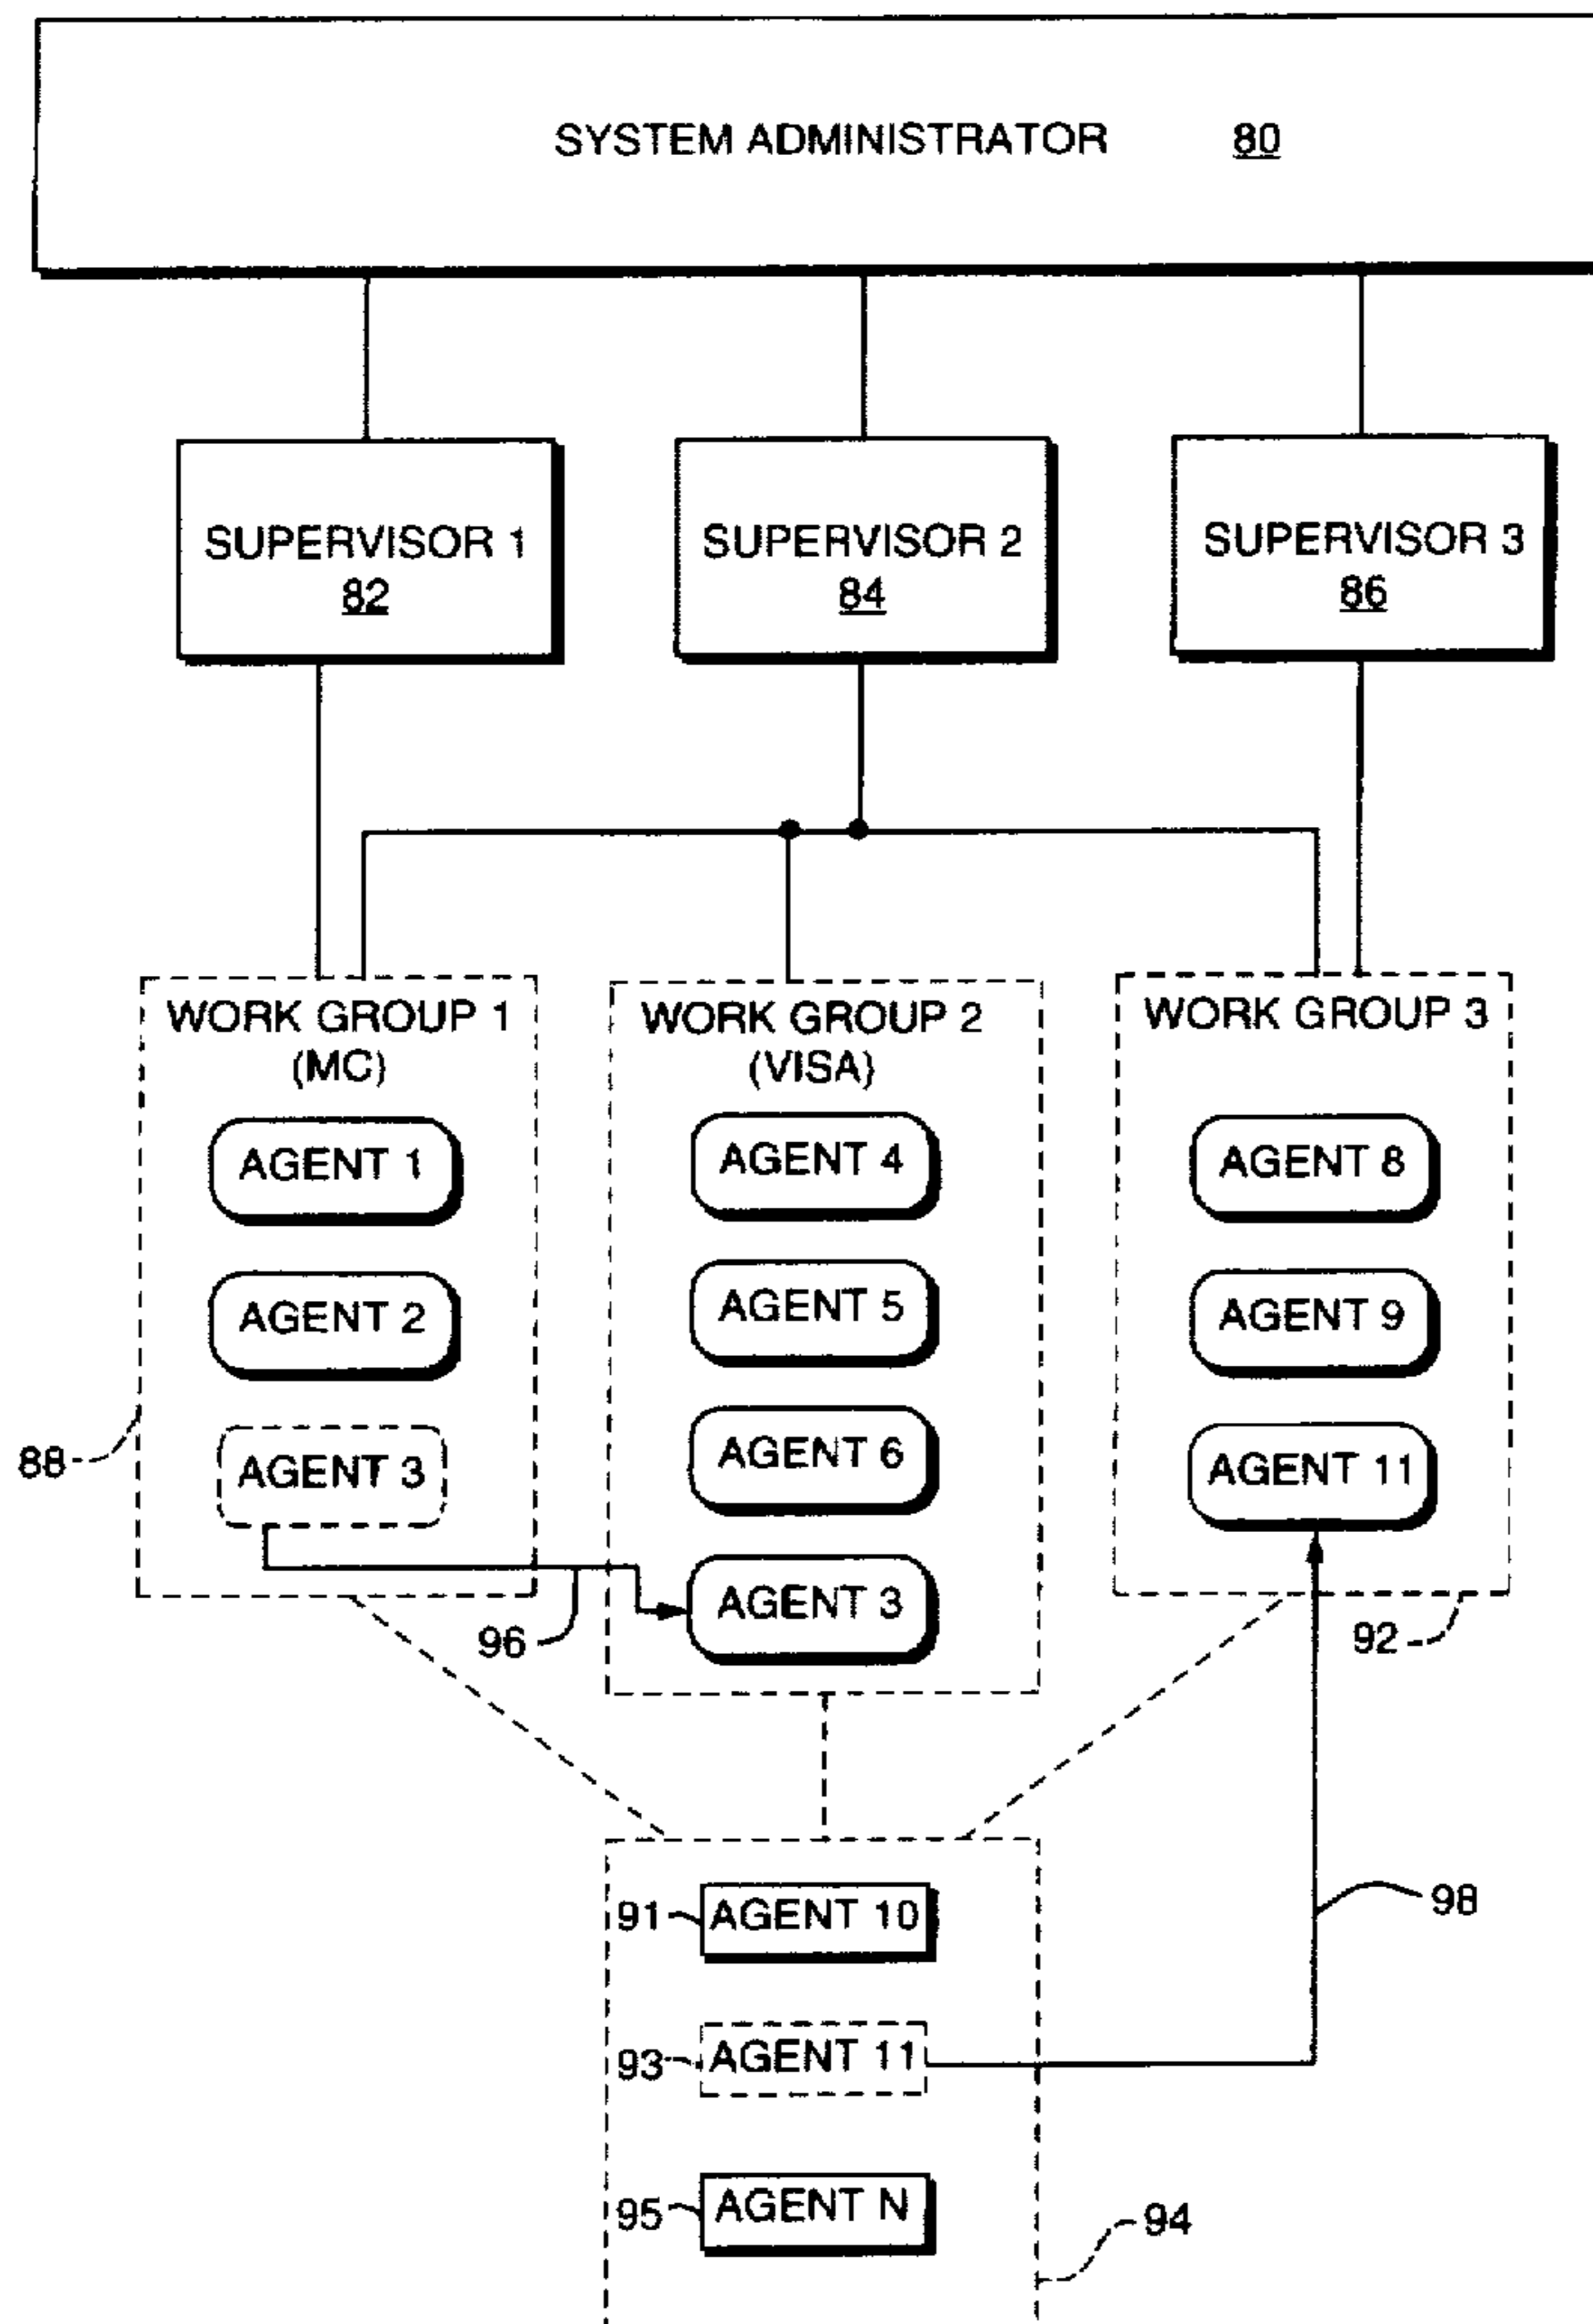 SYSTEM ADMINISTRATOR 80
SUPERVISOR 1
82
SUPERVISOR 2
84
SUPERVISOR 3
86
WORK GROUP 1
(MC)
AGENT 1
AGENT 2
AGENT 3
88
WORK GROUP 2
(VISA)
AGENT 4
AGENT 5
AGENT 6
AGENT 3
96
WORK GROUP 3
AGENT 8
AGENT 9
AGENT 11
92
91
AGENT 10
98
93
AGENT 11
95
AGENT N
94